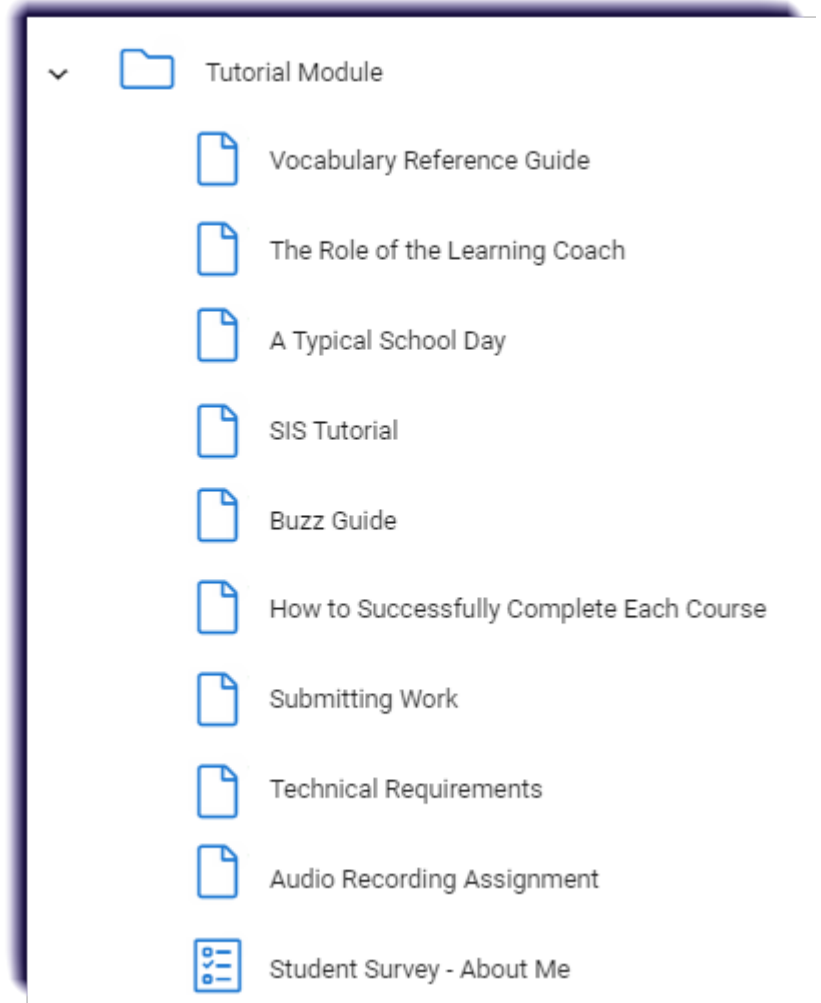 Tutorial Module
Vocabulary Reference Guide
The Role of the Learning Coach
A Typical School Day
SIS Tutorial
Buzz Guide
How to Successfully Complete Each Course
Submitting Work
Technical Requirements
Audio Recording Assignment
Student Survey - About Me